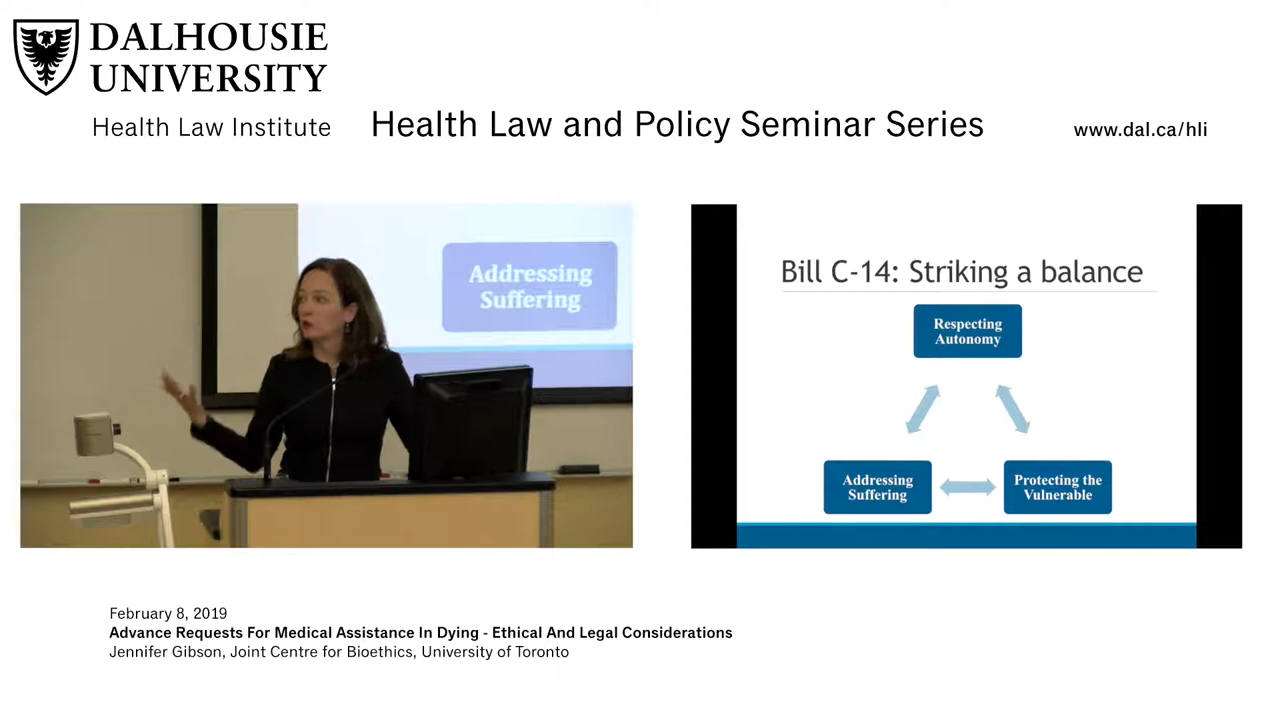 DALHOUSIE
UNIVERSITY
Health Law Institute
Health Law and Policy Seminar Series
www.dal.ca/hli
Addressing
Suffering
Bill C-14: Striking a balance
Respecting
Autonomy
Addressing
Suffering
Protecting the
Vulnerable
February 8, 2019
Advance Requests For Medical Assistance In Dying - Ethical And Legal Considerations
Jennifer Gibson, Joint Centre for Bioethics, University of Toronto